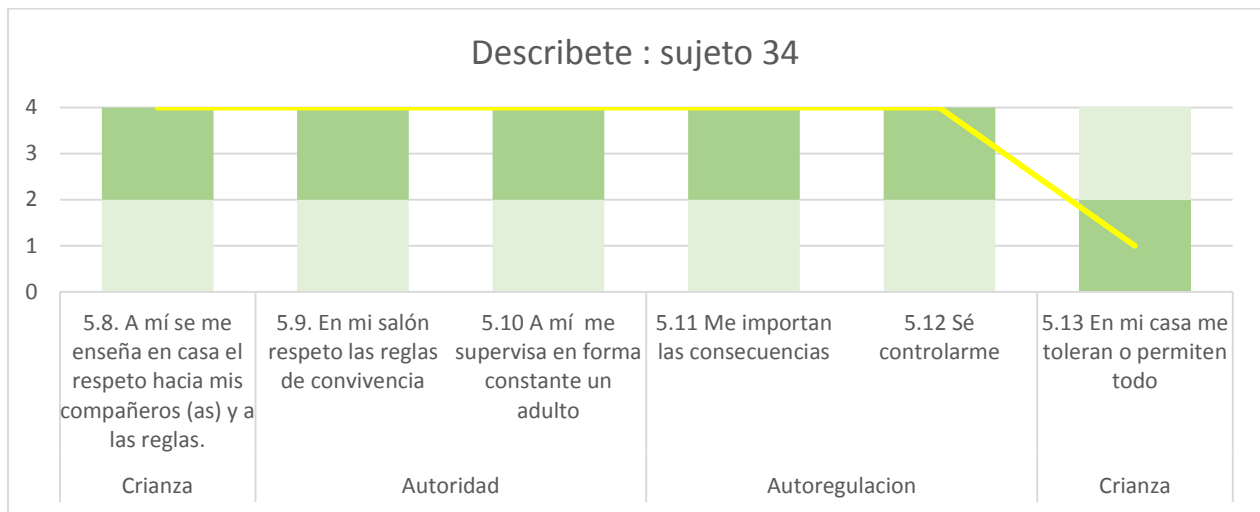 Describete : sujeto 34
4
3
2
1
0
5.8. A mí se me
enseña en casa el
respeto hacia mis
compañeros (as) y a
las reglas.
5.9. En mi salón
respeto las reglas
de convivencia
5.10 A mí  me
supervisa en forma
constante un
adulto
5.11 Me importan
las consecuencias
5.12 Sé
controlarme
5.13 En mi casa me
toleran o permiten
todo
Crianza
Autoridad
Autoregulacion
Crianza